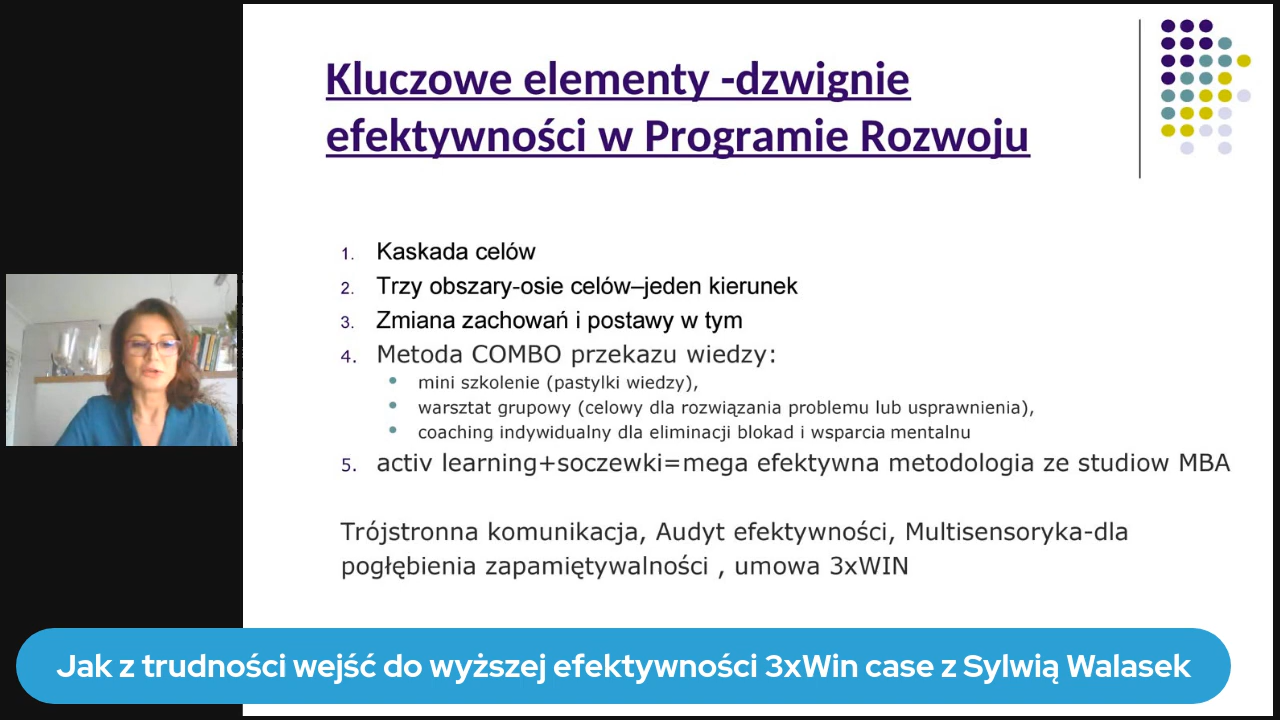 Kluczowe elementy -dzwignie
efektywności w Programie Rozwoju
1. Kaskada celów
2. Trzy obszary-osie celów–jeden kierunek
3. Zmiana zachowań i postawy w tym
4. Metoda COMBO przekazu wiedzy:
• mini szkolenie (pastylki wiedzy),
• warsztat grupowy (celowy dla rozwiązania problemu lub usprawnienia),
• coaching indywidualny dla eliminacji blokad i wsparcia mentalnu
5. activ learning+soczewki=mega efektywna metodologia ze studiow MBA
Trójstronna komunikacja, Audyt efektywności, Multisensoryka-dla
pogłębienia zapamiętywalności , umowa 3xWIN
Jak z trudności wejść do wyższej efektywności 3xWin case z Sylwią Walasek